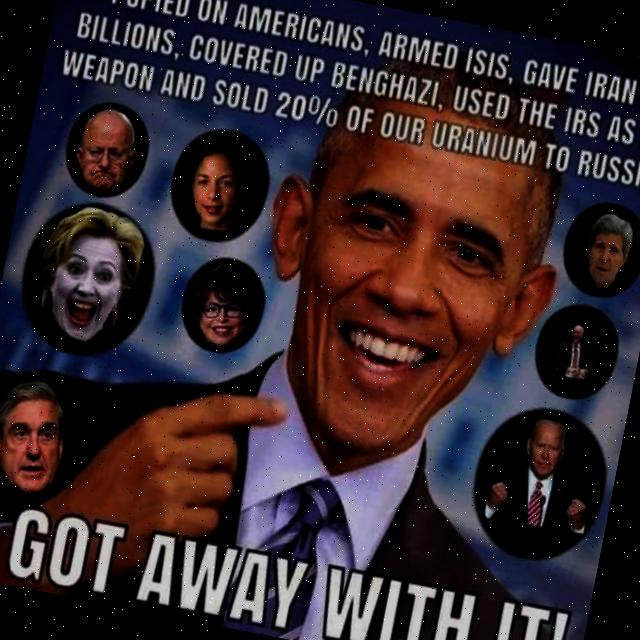 ON AMERICANS, ARMED ISIS, GAVE IRAN
BILLIONS, COVERED UP BENGHAZI, USED THE IRS AS
WEAPON AND SOLD 20% OF OUR URANIUM TO RUSSI
GOT AWAY WITH IT!